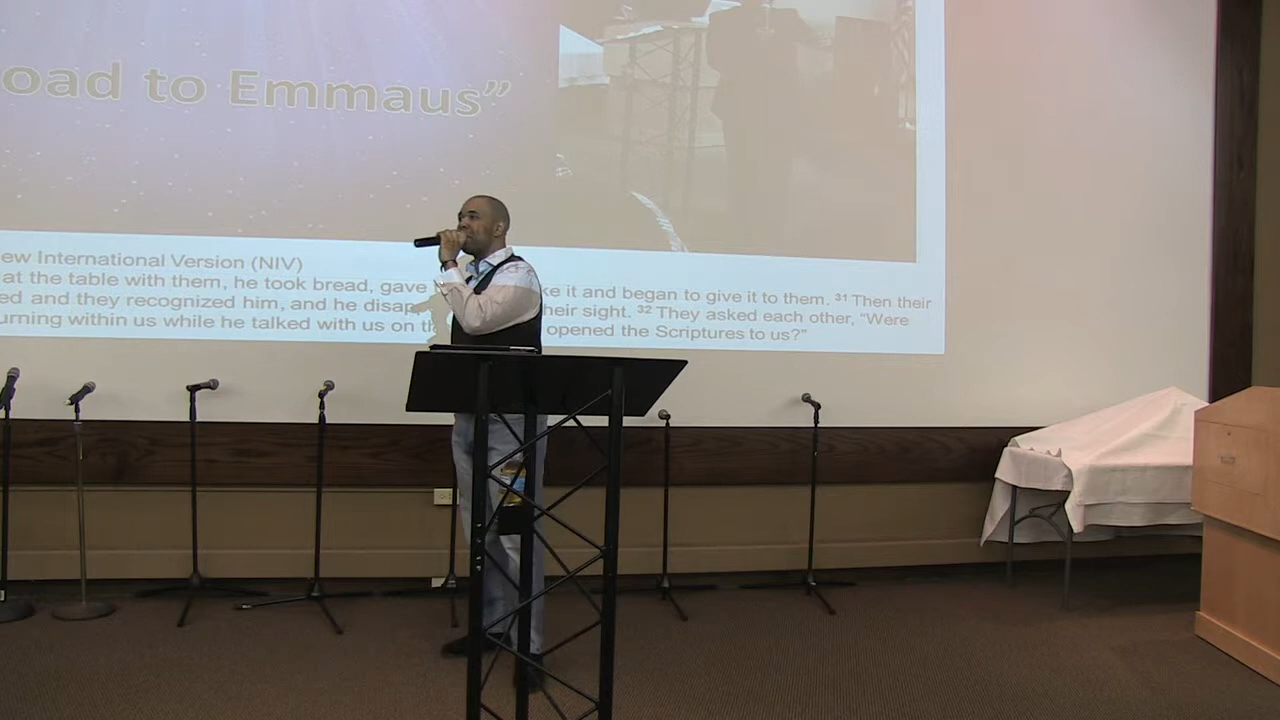 oad to Emmaus”
ew International Version (NIV)
at the table with them, he took bread, gave ke it and began to give it to them. 31 Then their
ed and they recognized him, and he disap heir sight. 32 They asked each other, “Were
urning within us while he talked with us on th opened the Scriptures to us?”